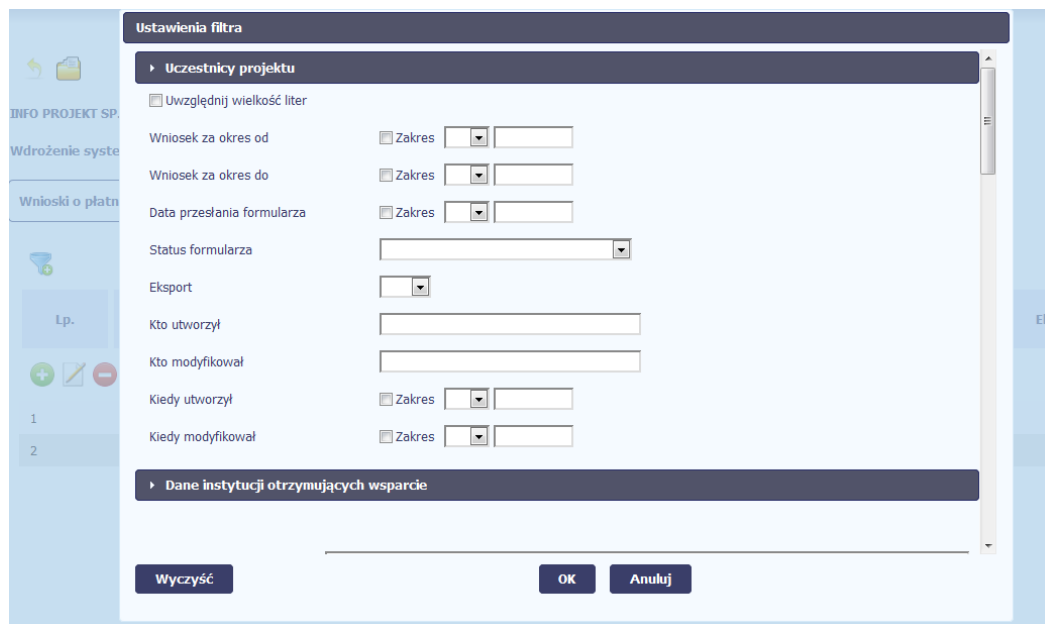 Ustawienia filtra
Uczestnicy projektu
Uwzględnij wielkość liter
INFO PROJEKT SP.
Wniosek za okres od Zakres
Wdrożenie syste
Wniosek za okres do Zakres
Wnioski o płatn
Data przesłania formularza Zakres
Status formularza
Eksport
Lp.
Kto utworzył
El
Kto modyfikował
Kiedy utworzył Zakres
1
Kiedy modyfikował Zakres
2
Dane instytucji otrzymujących wsparcie
Wyczyść OK Anuluj